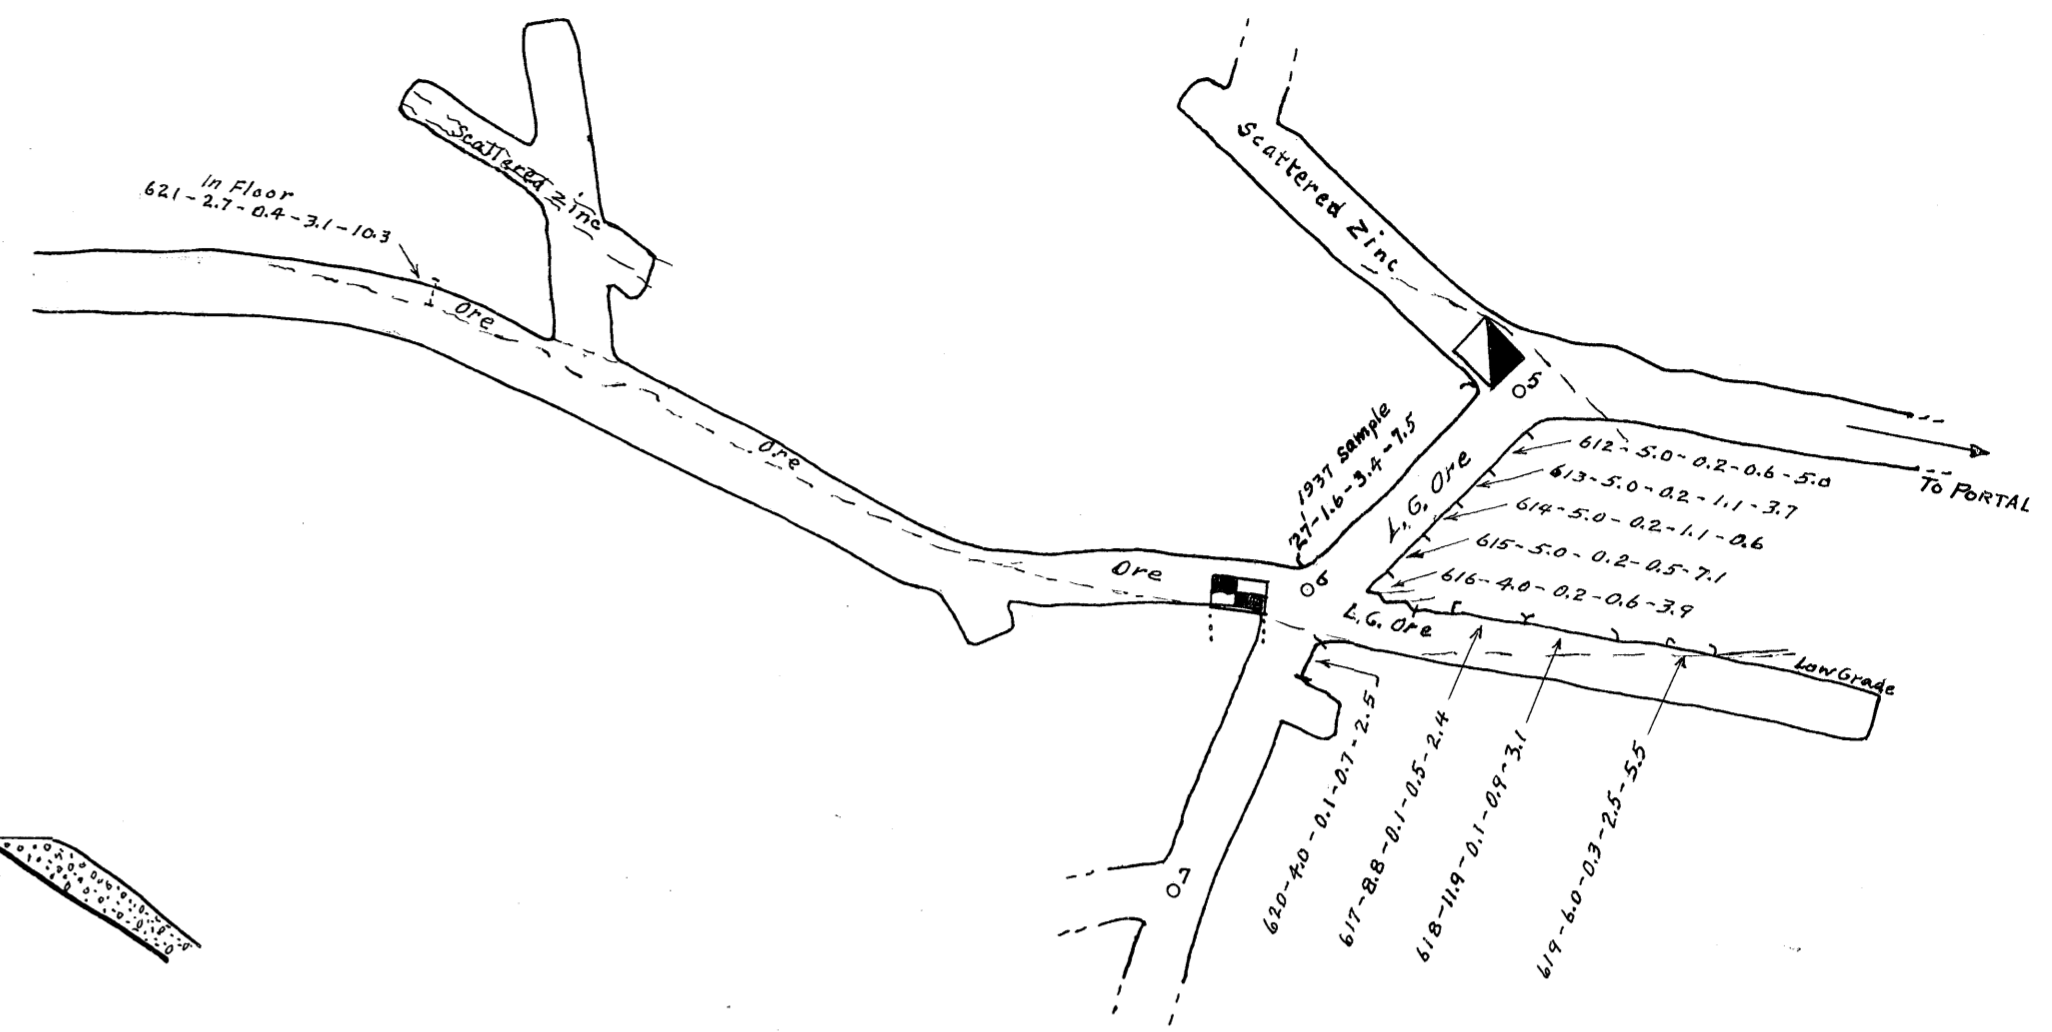 Scattered Zinc
In Floor
621-2.7-0.4-3.1-10.3
Ore
Ore
Ore
Scattered Zinc
5
1937 Sample
27'-1.6-3.4-7.5
L.G. Ore
612-5.0-0.2-0.6-5.0
613-5.0-0.2-1.1-3.7
614-5.0-0.2-1.1-0.6
615-5.0-0.2-0.5-7.1
616-4.0-0.2-0.6-3.9
To PORTAL
6
L.G. Ore
Low Grade
620-4.0-0.1-0.7-2.5
617-8.8-0.1-0.5-2.4
618-11.9-0.1-0.9-3.1
619-6.0-0.3-2.5-5.5
7